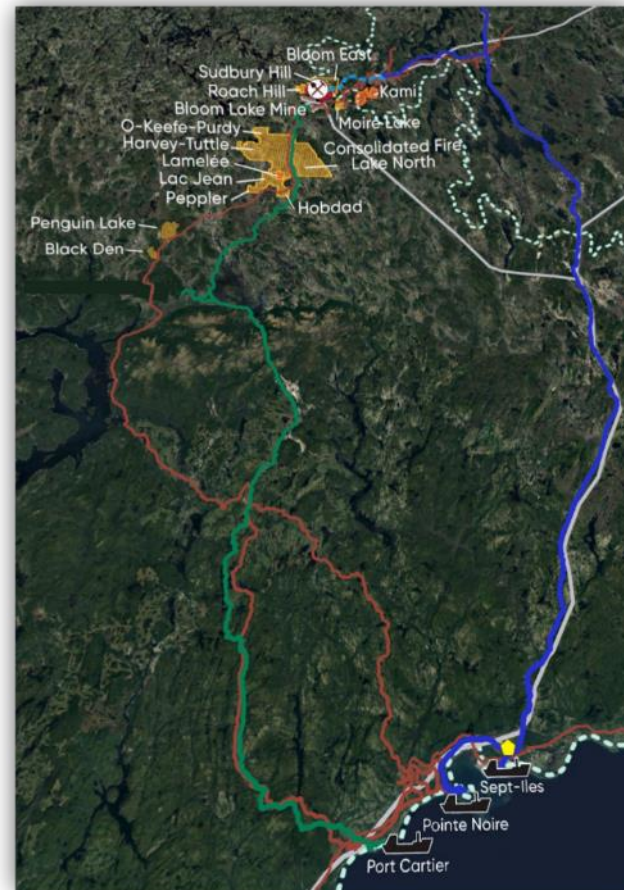 Bloom East
Sudbury Hill
Roach Hill
Kami
Bloom Lake Mine
Moire Lake
O-Keefe-Purdy
Harvey-Tuttle
Consolidated Fire
Lake North
Lamelée
Lac Jean
Peppler
Hobdad
Penguin Lake
Black Den
Sept-Iles
Pointe Noire
Port Cartier